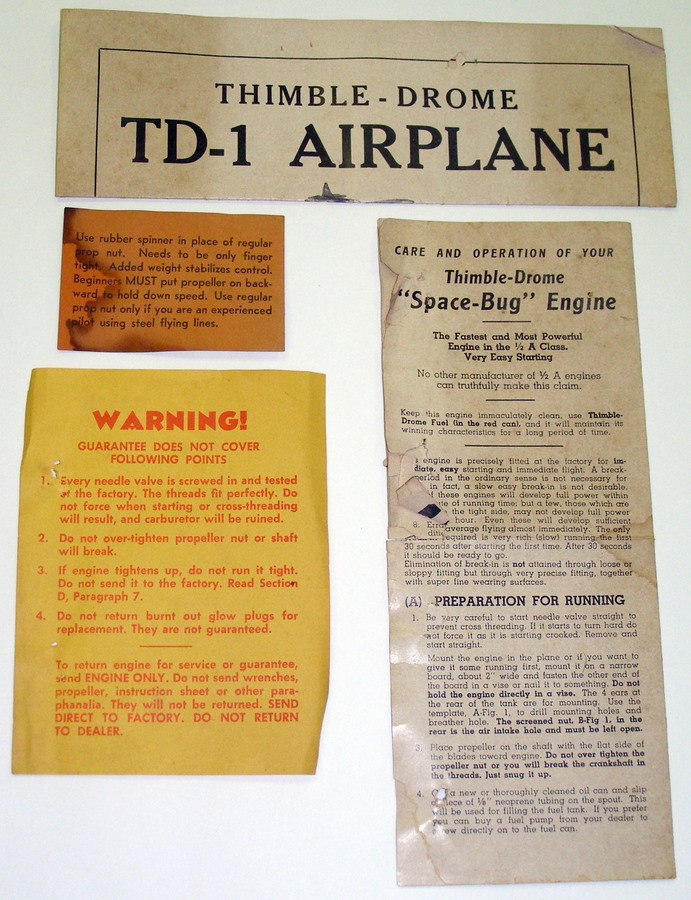 THIMBLE-DROME
TD-1 AIRPLANE
Use rubber spinner in place of regular
prop nut. Needs to be only finger
tight. Added weight stabilizes control.
Beginners MUST put propeller on back-
ward to hold down speed. Use regular
prop nut only if you are an experienced
pilot using steel flying lines.
WARNING!
GUARANTEE DOES NOT COVER
FOLLOWING POINTS
1. Every needle valve is screwed in and tested
at the factory. The threads fit perfectly. Do
not force when starting or cross-threading
will result, and carburetor will be ruined.
2. Do not over-tighten propeller nut or shaft
will break.
3. If engine tightens up, do not run it tight.
Do not send it to the factory. Read Section
D, Paragraph 7.
4. Do not return burnt out glow plugs for
replacement. They are not guaranteed.
To return engine for service or guarantee,
send ENGINE ONLY. Do not send wrenches,
propeller, instruction sheet or other para-
phanalia. They will not be returned. SEND
DIRECT TO FACTORY. DO NOT RETURN
TO DEALER.
CARE AND OPERATION OF YOUR
Thimble-Drome
"Space-Bug" Engine
The Fastest and Most Powerful
Engine in the ½ A Class.
Very Easy Starting
No other manufacturer of ½ A engines
can truthfully make this claim.
Keep this engine immaculately clean, use Thimble-
Drome Fuel (in the red can), and it will maintain its
winning characteristics for a long period of time.
engine is precisely fitted at the factory for im-
diate, easy starting and immediate flight. A break-
period in the ordinary sense is not necessary for
in fact, a slow easy break-in is not desirable.
these engines will develop full power within
of running time; but a few, those which are
the tight side, may not develop full power
8. hour. Even these will develop sufficient
average flying almost immediately. The
required is very rich (slow) running the first
30 seconds after starting the first time. After 30 seconds
it should be ready to go.
Elimination of break-in is not attained through loose or
sloppy fitting but through very precise fitting, together
with super line wearing surfaces.
(A) PREPARATION FOR RUNNING
1. Be very careful to start needle valve straight to
prevent cross threading. If it starts to turn hard do
not force it as it is starting crooked. Remove and
start straight.
Mount the engine in the plane or if you want to
give it some running first, mount it on a narrow
board, about 2" wide and fasten the other end of
the board in a vise or nail it to something. Do not
hold the engine directly in a vise. The 4 ears at
the rear of the tank are for mounting. Use the
template, A-Fig. 1, to drill mounting holes and
breather hole. The screened nut, B-Fig 1, in the
rear is the air intake hole and must be left open.
3. Place propeller on the shaft with the flat side of
the blades toward engine. Do not over tighten the
propeller nut or you will break the crankshaft in
the threads. Just snug it up.
4. a new or thoroughly cleaned oil can and slip
a piece of ⅛" neoprene tubing on the spout. This
will be used for filling the fuel tank. If you prefer
you can buy a fuel pump from your dealer to
screw directly on to the fuel can.